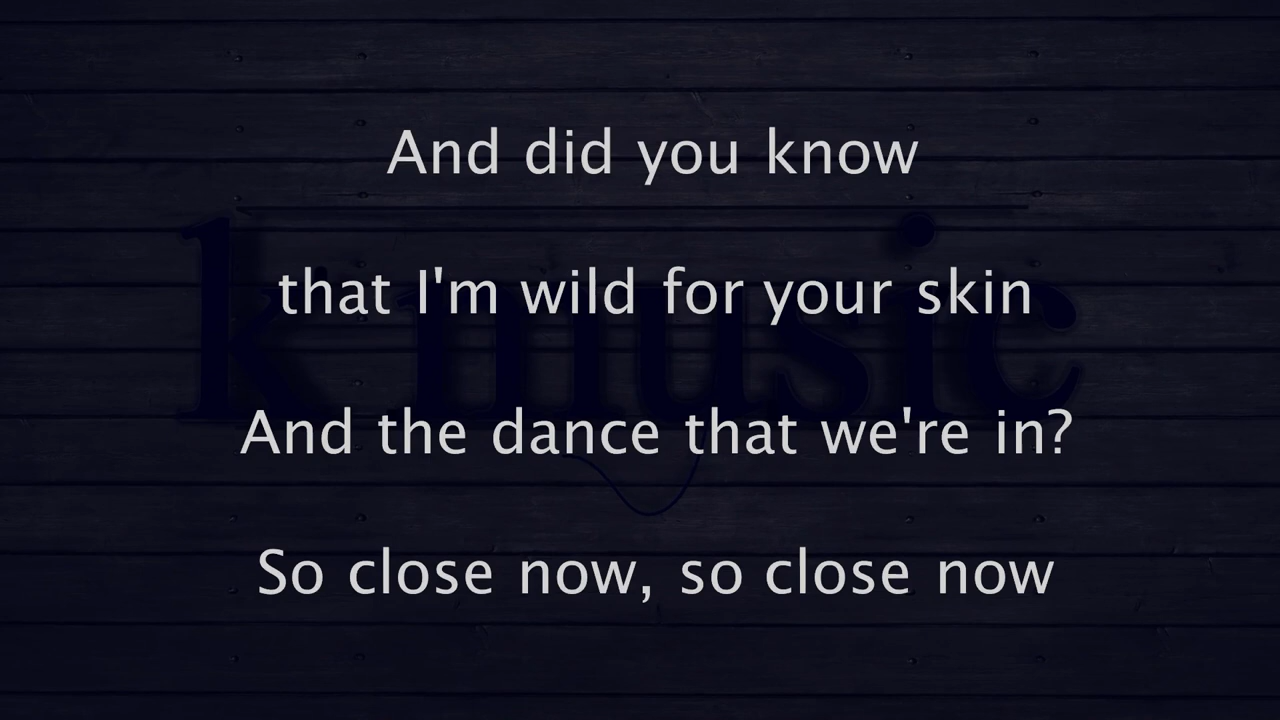 And did you know
that I'm wild for your skin
k'music
And the dance that we're in?
So close now, so close now